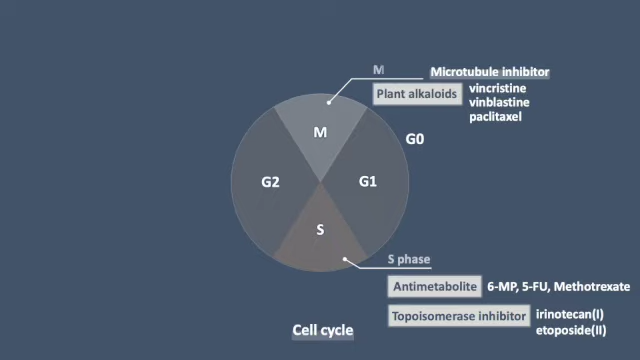 M
Microtubule inhibitor
Plant alkaloids
vincristine
vinblastine
paclitaxel
M
G0
G2
G1
S
S phase
Antimetabolite
6-MP, 5-FU, Methotrexate
Topoisomerase inhibitor
irinotecan(I)
etoposide(II)
Cell cycle